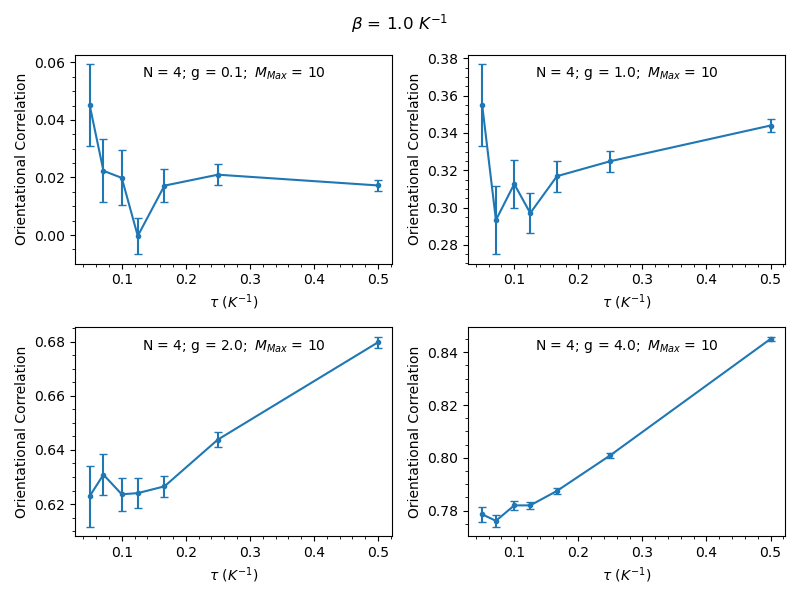 β = 1.0 K⁻¹
N = 4; g = 0.1; M_Max = 10
Orientational Correlation
0.06
0.04
0.02
0.00
0.1 0.2 0.3 0.4 0.5
τ (K⁻¹)
N = 4; g = 1.0; M_Max = 10
Orientational Correlation
0.38
0.36
0.34
0.32
0.30
0.28
0.1 0.2 0.3 0.4 0.5
τ (K⁻¹)
N = 4; g = 2.0; M_Max = 10
Orientational Correlation
0.68
0.66
0.64
0.62
0.1 0.2 0.3 0.4 0.5
τ (K⁻¹)
N = 4; g = 4.0; M_Max = 10
Orientational Correlation
0.84
0.82
0.80
0.78
0.1 0.2 0.3 0.4 0.5
τ (K⁻¹)